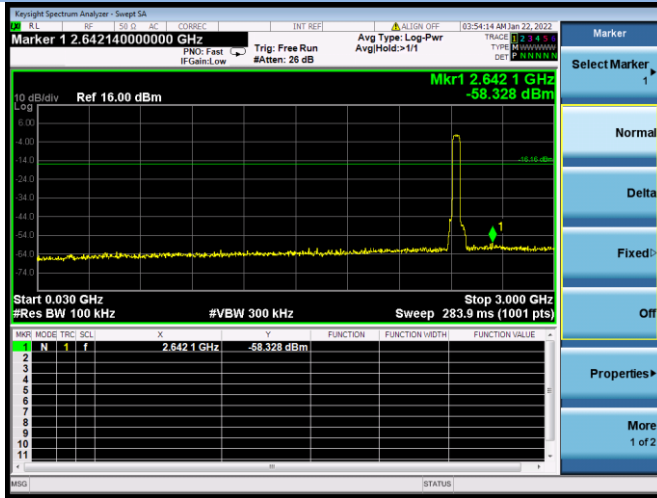 Keysight Spectrum Analyzer - Swept SA
RL RF 50 Ω AC CORREC INT REF ALIGN OFF 03:54:14 AM Jan 22, 2022
Marker 1 2.642140000000 GHz
PNO: Fast Trig: Free Run
IFGain:Low #Atten: 26 dB
Avg Type: Log-Pwr
Avg|Hold:>1/1
TRACE 1 2 3 4 5 6
TYPE M W W W W W
DET P N N N N N
Mkr1 2.642 1 GHz
-58.328 dBm
10 dB/div Ref 16.00 dBm
Log
6.00
-4.00
-14.0
-16.16 dBm
-24.0
-34.0
-44.0
-54.0
1
-64.0
-74.0
Start 0.030 GHz Stop 3.000 GHz
#Res BW 100 kHz #VBW 300 kHz Sweep 283.9 ms (1001 pts)
MKR MODE TRC SCL X Y FUNCTION FUNCTION WIDTH FUNCTION VALUE
1 N 1 f 2.642 1 GHz -58.328 dBm
2
3
4
5
6
7
8
9
10
11
MSG STATUS
Marker
Select Marker
1
Normal
Delta
Fixed
Off
Properties
More
1 of 2